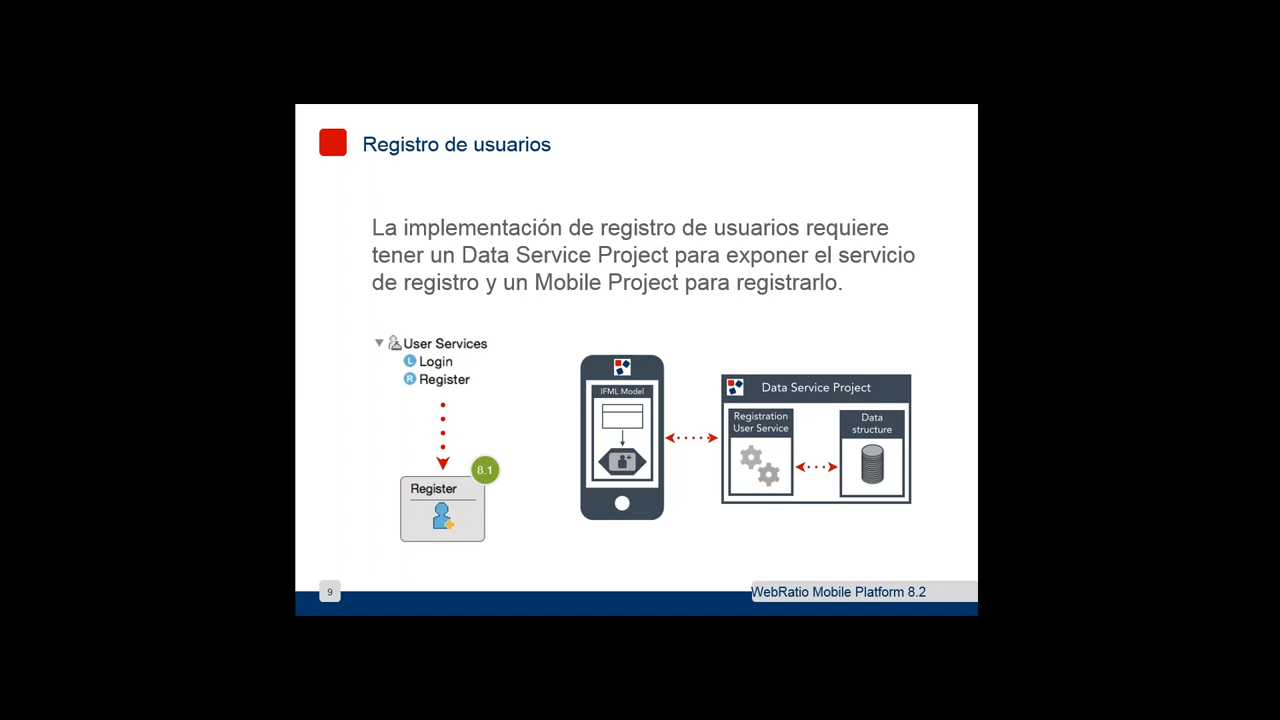 Registro de usuarios
La implementación de registro de usuarios requiere
tener un Data Service Project para exponer el servicio
de registro y un Mobile Project para registrarlo.
User Services
L Login
R Register
8.1
Register
IFML Model
Data Service Project
Registration
User Service
Data
structure
9
WebRatio Mobile Platform 8.2